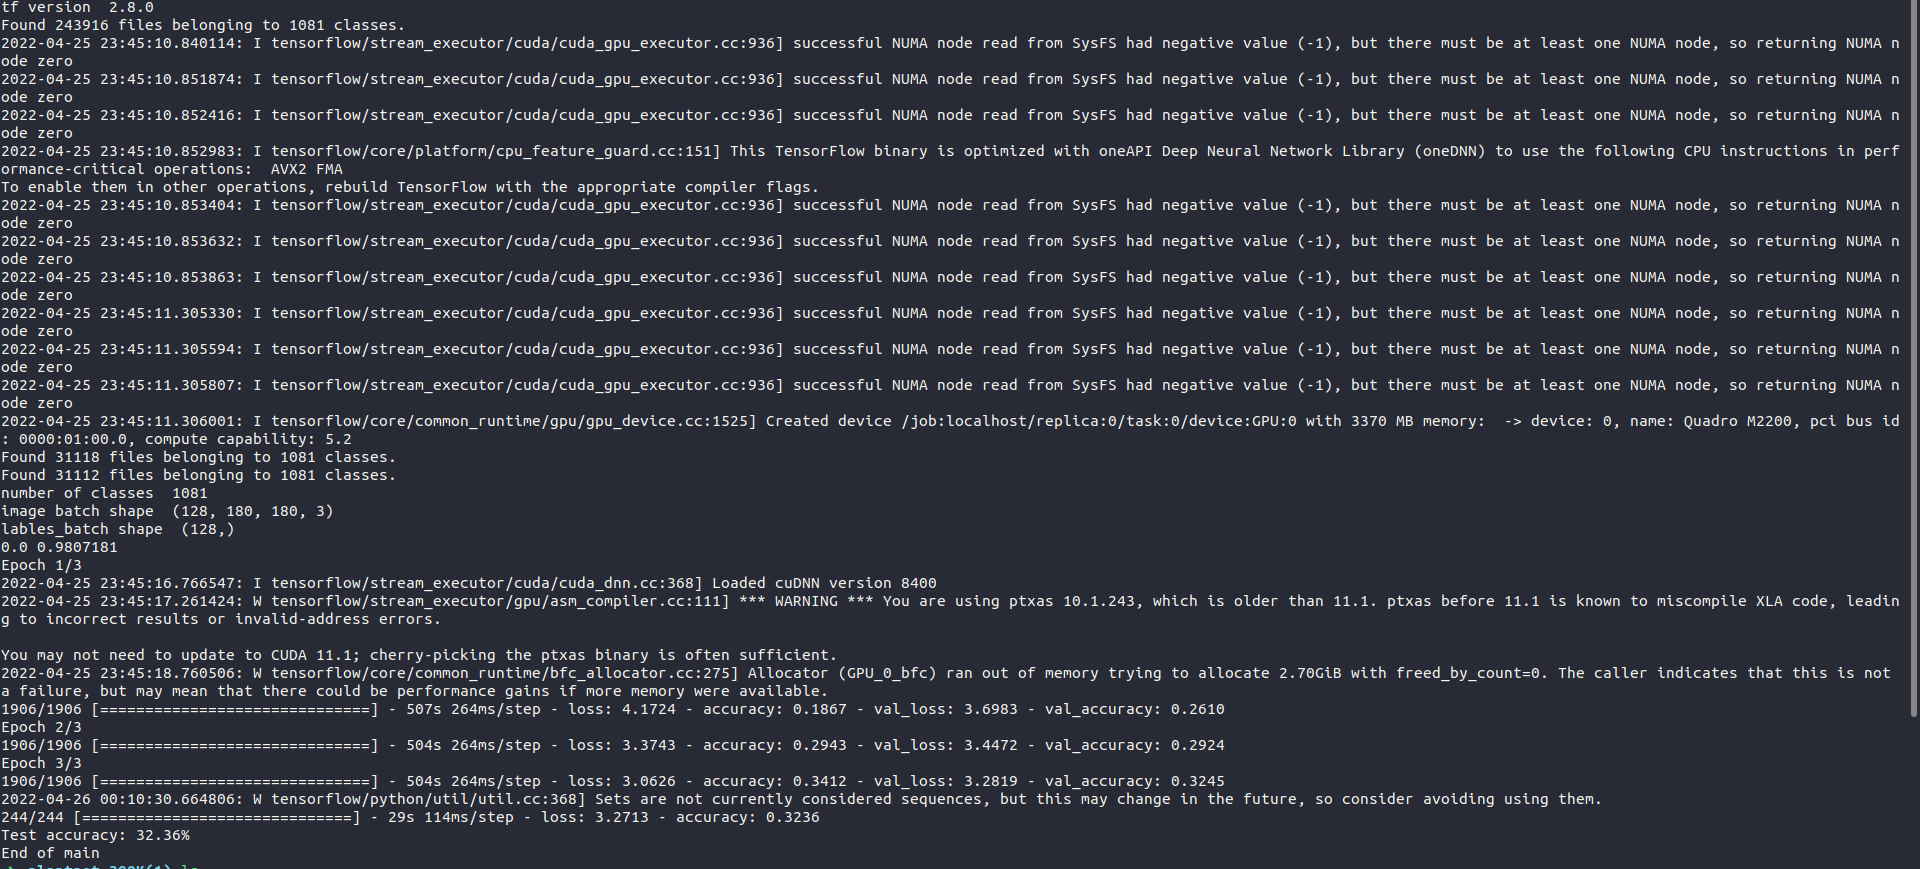 tf version  2.8.0
Found 243916 files belonging to 1081 classes.
2022-04-25 23:45:10.840114: I tensorflow/stream_executor/cuda/cuda_gpu_executor.cc:936] successful NUMA node read from SysFS had negative value (-1), but there must be at least one NUMA node, so returning NUMA n
ode zero
2022-04-25 23:45:10.851874: I tensorflow/stream_executor/cuda/cuda_gpu_executor.cc:936] successful NUMA node read from SysFS had negative value (-1), but there must be at least one NUMA node, so returning NUMA n
ode zero
2022-04-25 23:45:10.852416: I tensorflow/stream_executor/cuda/cuda_gpu_executor.cc:936] successful NUMA node read from SysFS had negative value (-1), but there must be at least one NUMA node, so returning NUMA n
ode zero
2022-04-25 23:45:10.852983: I tensorflow/core/platform/cpu_feature_guard.cc:151] This TensorFlow binary is optimized with oneAPI Deep Neural Network Library (oneDNN) to use the following CPU instructions in perf
ormance-critical operations:  AVX2 FMA
To enable them in other operations, rebuild TensorFlow with the appropriate compiler flags.
2022-04-25 23:45:10.853404: I tensorflow/stream_executor/cuda/cuda_gpu_executor.cc:936] successful NUMA node read from SysFS had negative value (-1), but there must be at least one NUMA node, so returning NUMA n
ode zero
2022-04-25 23:45:10.853632: I tensorflow/stream_executor/cuda/cuda_gpu_executor.cc:936] successful NUMA node read from SysFS had negative value (-1), but there must be at least one NUMA node, so returning NUMA n
ode zero
2022-04-25 23:45:10.853863: I tensorflow/stream_executor/cuda/cuda_gpu_executor.cc:936] successful NUMA node read from SysFS had negative value (-1), but there must be at least one NUMA node, so returning NUMA n
ode zero
2022-04-25 23:45:11.305330: I tensorflow/stream_executor/cuda/cuda_gpu_executor.cc:936] successful NUMA node read from SysFS had negative value (-1), but there must be at least one NUMA node, so returning NUMA n
ode zero
2022-04-25 23:45:11.305594: I tensorflow/stream_executor/cuda/cuda_gpu_executor.cc:936] successful NUMA node read from SysFS had negative value (-1), but there must be at least one NUMA node, so returning NUMA n
ode zero
2022-04-25 23:45:11.305807: I tensorflow/stream_executor/cuda/cuda_gpu_executor.cc:936] successful NUMA node read from SysFS had negative value (-1), but there must be at least one NUMA node, so returning NUMA n
ode zero
2022-04-25 23:45:11.306001: I tensorflow/core/common_runtime/gpu/gpu_device.cc:1525] Created device /job:localhost/replica:0/task:0/device:GPU:0 with 3370 MB memory:  -> device: 0, name: Quadro M2200, pci bus id
: 0000:01:00.0, compute capability: 5.2
Found 31118 files belonging to 1081 classes.
Found 31112 files belonging to 1081 classes.
number of classes  1081
image batch shape  (128, 180, 180, 3)
lables_batch shape  (128,)
0.0 0.9807181
Epoch 1/3
2022-04-25 23:45:16.766547: I tensorflow/stream_executor/cuda/cuda_dnn.cc:368] Loaded cuDNN version 8400
2022-04-25 23:45:17.261424: W tensorflow/stream_executor/gpu/asm_compiler.cc:111] *** WARNING *** You are using ptxas 10.1.243, which is older than 11.1. ptxas before 11.1 is known to miscompile XLA code, leadin
g to incorrect results or invalid-address errors.
You may not need to update to CUDA 11.1; cherry-picking the ptxas binary is often sufficient.
2022-04-25 23:45:18.760506: W tensorflow/core/common_runtime/bfc_allocator.cc:275] Allocator (GPU_0_bfc) ran out of memory trying to allocate 2.70GiB with freed_by_count=0. The caller indicates that this is not
a failure, but may mean that there could be performance gains if more memory were available.
1906/1906 [==============================] - 507s 264ms/step - loss: 4.1724 - accuracy: 0.1867 - val_loss: 3.6983 - val_accuracy: 0.2610
Epoch 2/3
1906/1906 [==============================] - 504s 264ms/step - loss: 3.3743 - accuracy: 0.2943 - val_loss: 3.4472 - val_accuracy: 0.2924
Epoch 3/3
1906/1906 [==============================] - 504s 264ms/step - loss: 3.0626 - accuracy: 0.3412 - val_loss: 3.2819 - val_accuracy: 0.3245
2022-04-26 00:10:30.664806: W tensorflow/python/util/util.cc:368] Sets are not currently considered sequences, but this may change in the future, so consider avoiding using them.
244/244 [==============================] - 29s 114ms/step - loss: 3.2713 - accuracy: 0.3236
Test accuracy: 32.36%
End of main